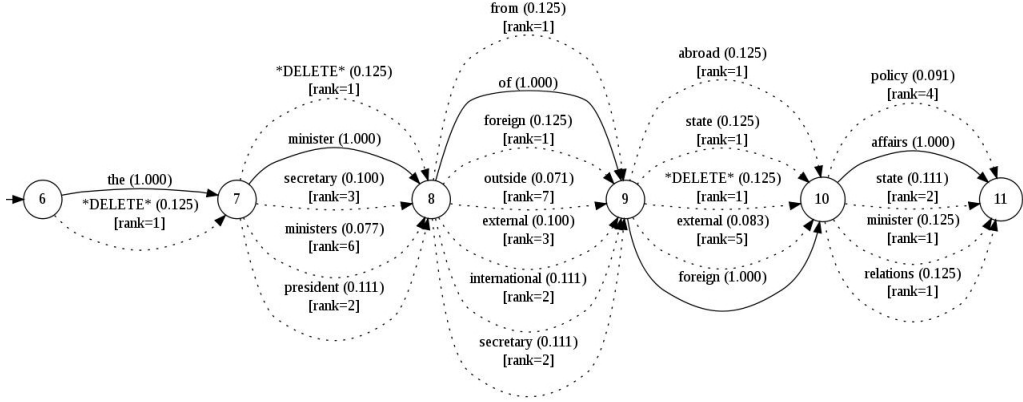 6
the (1.000)
*DELETE* (0.125)
[rank=1]
7
*DELETE* (0.125)
[rank=1]
minister (1.000)
secretary (0.100)
[rank=3]
ministers (0.077)
[rank=6]
president (0.111)
[rank=2]
8
from (0.125)
[rank=1]
of (1.000)
foreign (0.125)
[rank=1]
outside (0.071)
[rank=7]
external (0.100)
[rank=3]
international (0.111)
[rank=2]
secretary (0.111)
[rank=2]
9
abroad (0.125)
[rank=1]
state (0.125)
[rank=1]
*DELETE* (0.125)
[rank=1]
external (0.083)
[rank=5]
foreign (1.000)
10
policy (0.091)
[rank=4]
affairs (1.000)
state (0.111)
[rank=2]
minister (0.125)
[rank=1]
relations (0.125)
[rank=1]
11